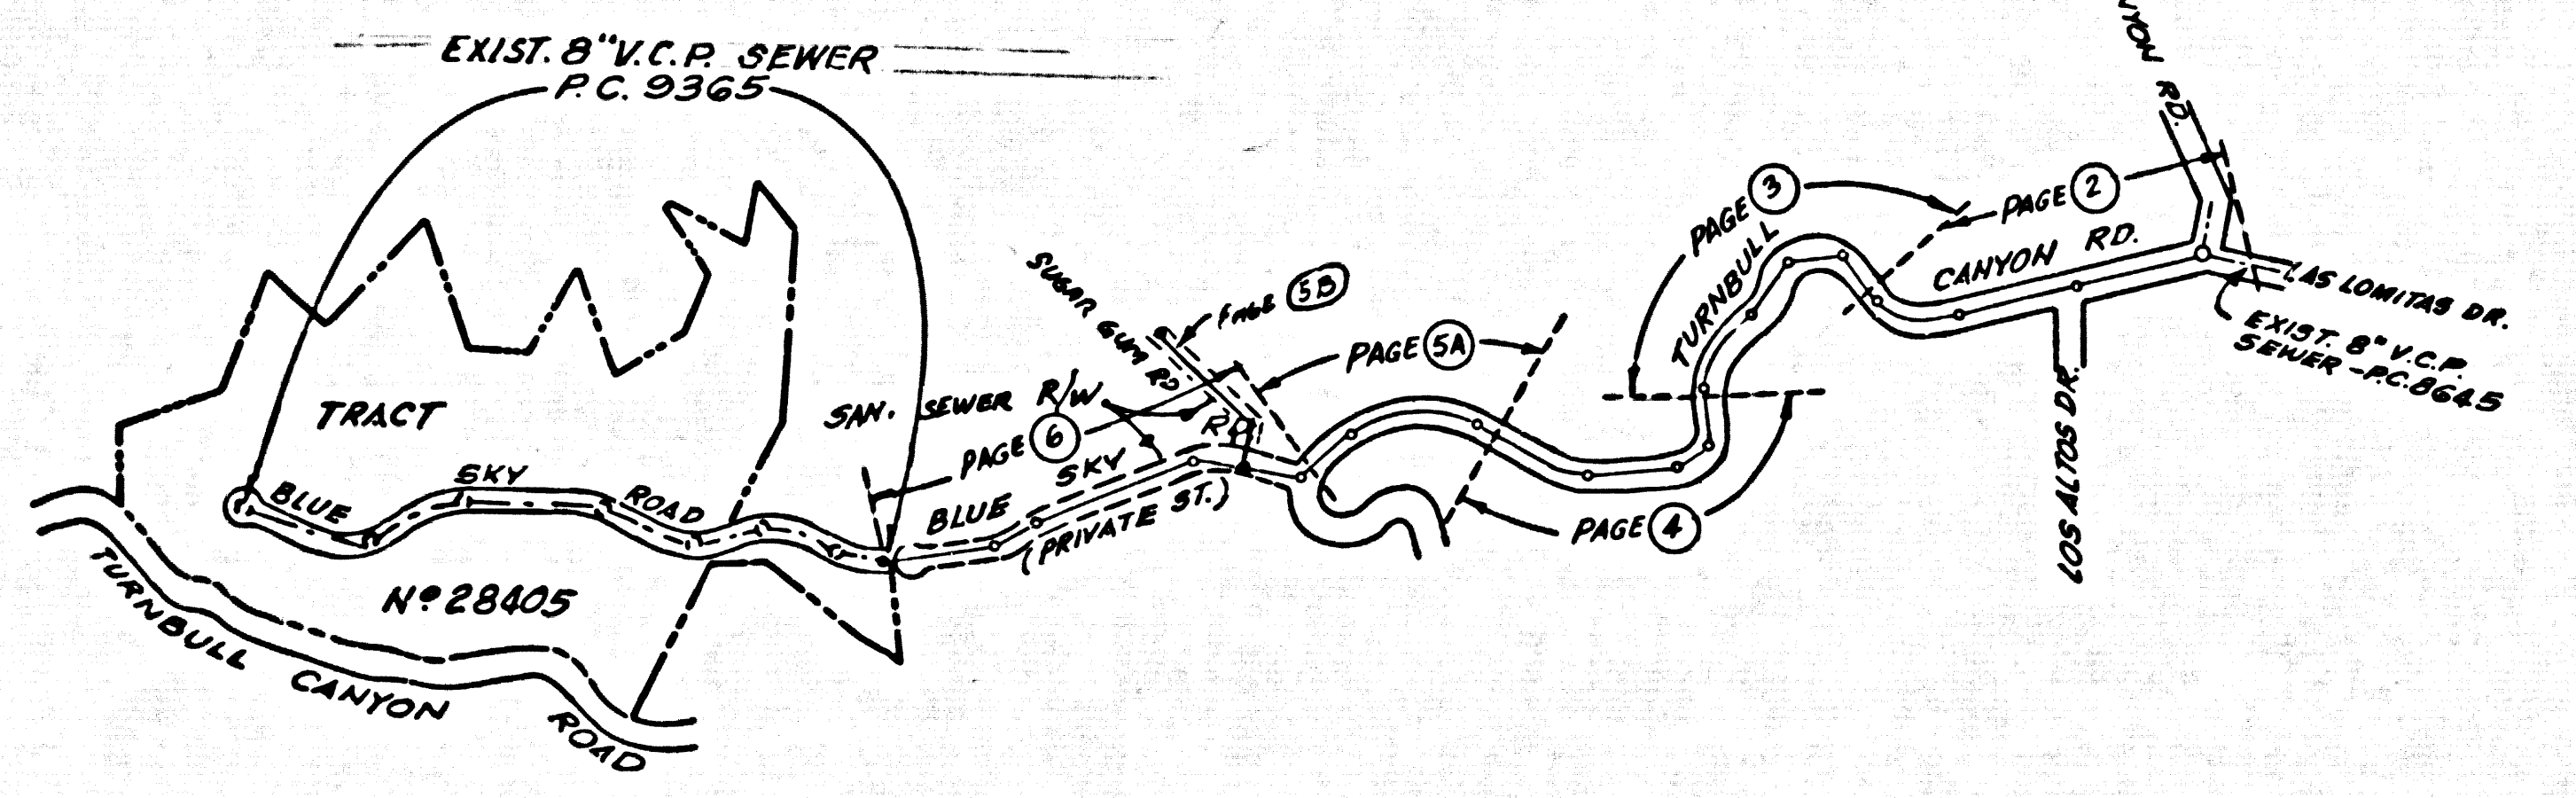 EXIST. 8" V.C.P. SEWER
P.C. 9365
TRACT
Nº 28405
BLUE SKY ROAD
TURNBULL CANYON ROAD
SAN. SEWER R/W
PAGE 6
BLUE SKY RD.
(PRIVATE ST.)
SUGAR GUM RD
PAGE 5B
PAGE 5A
PAGE 4
PAGE 3
PAGE 2
TURNBULL CANYON RD.
YON RD.
LOS ALTOS DR.
LAS LOMITAS DR.
EXIST. 8" V.C.P.
SEWER - P.C. 8645